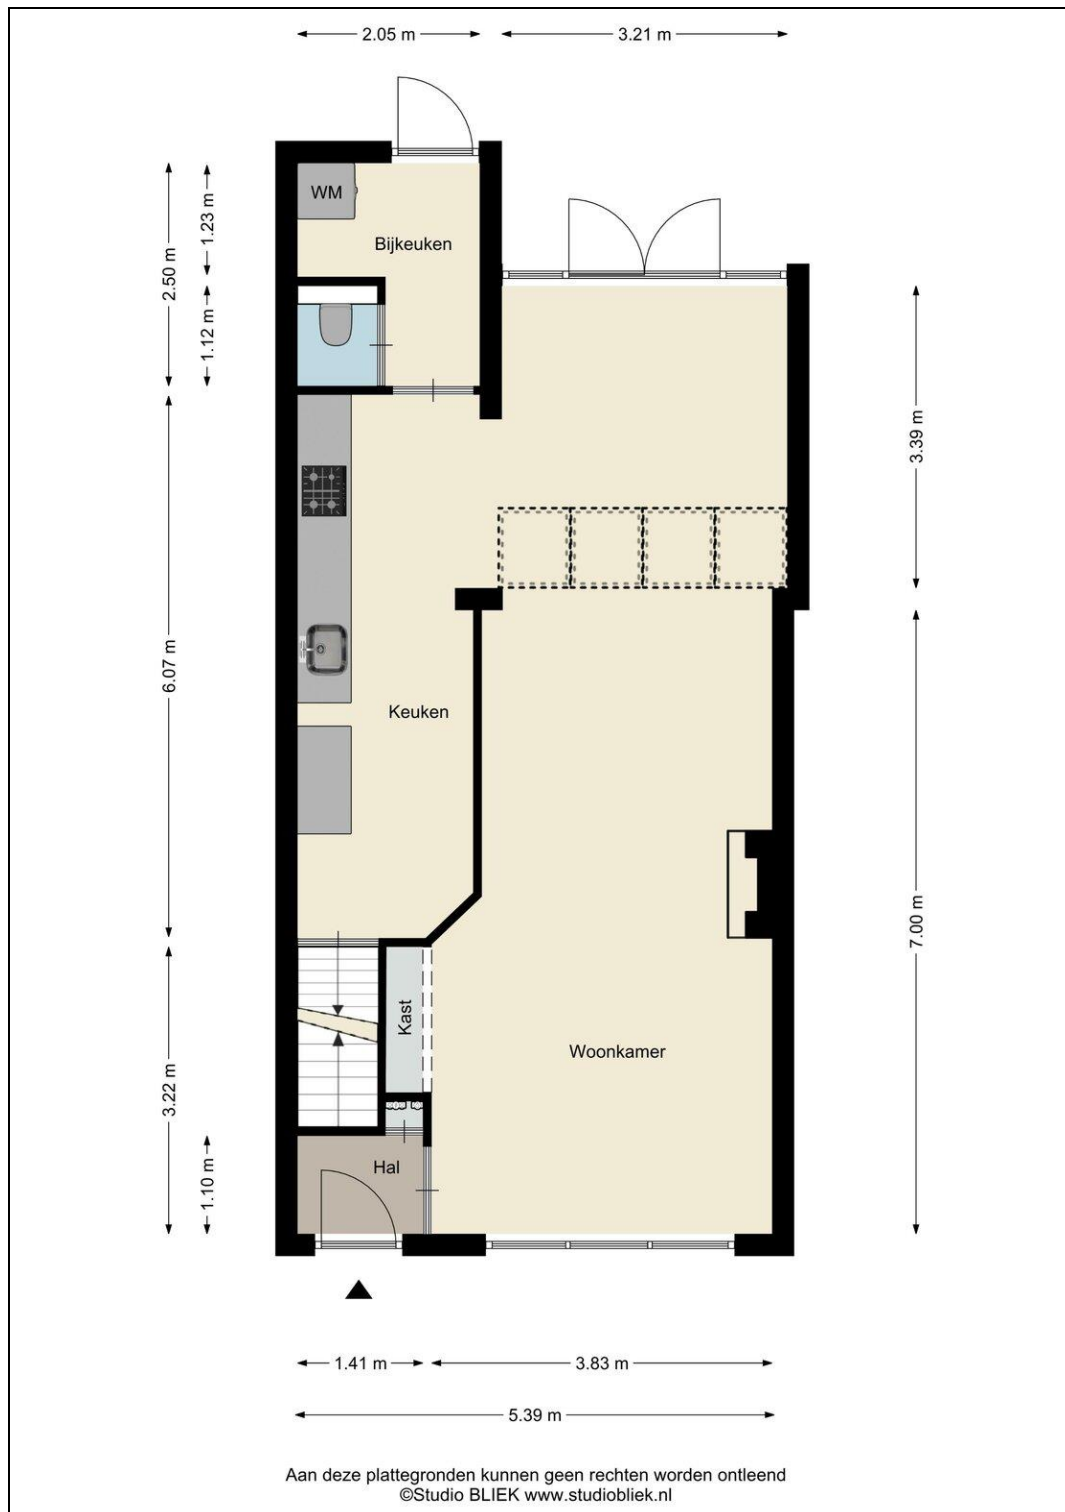 2.05 m
3.21 m
WM
Bijkeuken
1.23 m
2.50 m
1.12 m
3.39 m
6.07 m
Keuken
7.00 m
Kast
Woonkamer
3.22 m
Hal
1.10 m
1.41 m
3.83 m
5.39 m
Aan deze plattegronden kunnen geen rechten worden ontleend
©Studio BLIEK www.studiobliek.nl